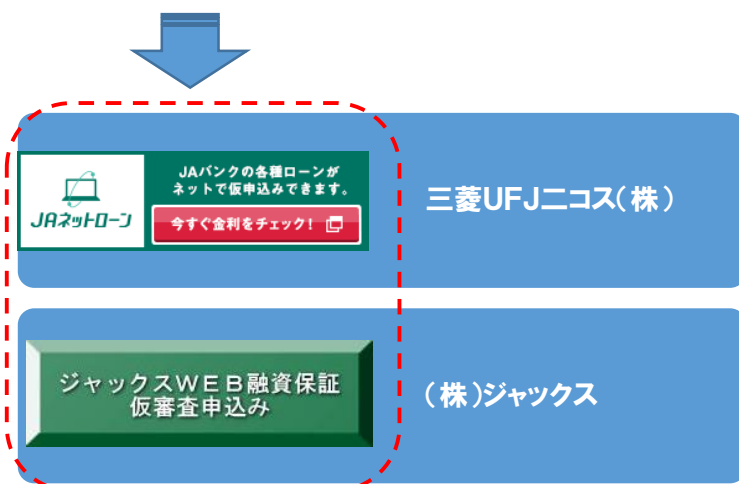 JAバンクの各種ローンが
ネットで仮申込みできます。
JAネットローン
今すぐ金利をチェック!
三菱UFJニコス(株)
ジャックスWEB融資保証
仮審査申込み
(株)ジャックス